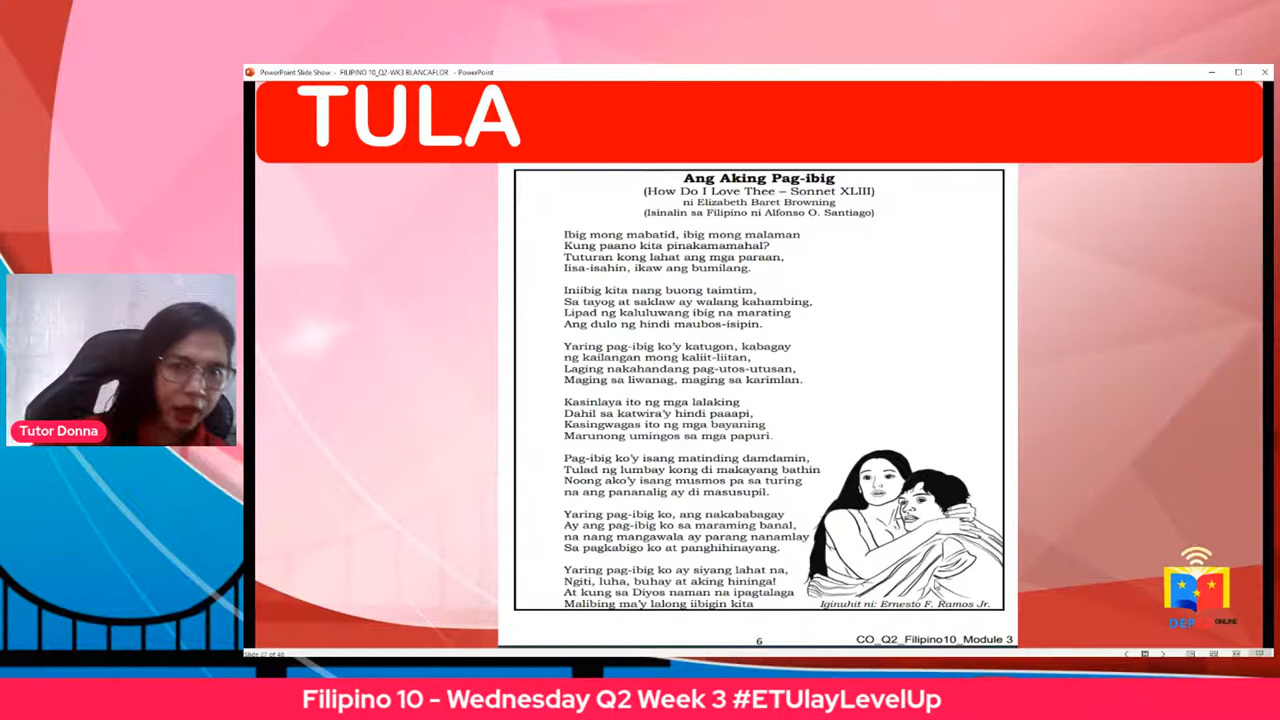 PowerPoint Slide Show - FILIPINO 10_Q2-WK3 BLANCAFLOR - PowerPoint
TULA
Ang Aking Pag-ibig
(How Do I Love Thee – Sonnet XLIII)
ni Elizabeth Baret Browning
(Isinalin sa Filipino ni Alfonso O. Santiago)
Ibig mong mabatid, ibig mong malaman
Kung paano kita pinakamamahal?
Tuturan kong lahat ang mga paraan,
Iisa-isahin, ikaw ang bumilang.
Iniibig kita nang buong taimtim,
Sa tayog at saklaw ay walang kahambing,
Lipad ng kaluluwang ibig na marating
Ang dulo ng hindi maubos-isipin.
Yaring pag-ibig ko'y katugon, kabagay
ng kailangan mong kaliit-liitan,
Laging nakahandang pag-utos-utusan,
Maging sa liwanag, maging sa karimlan.
Kasinlaya ito ng mga lalaking
Dahil sa katwira'y hindi paaapi,
Kasingwagas ito ng mga bayaning
Marunong umingos sa mga papuri.
Pag-ibig ko'y isang matinding damdamin,
Tulad ng lumbay kong di makayang bathin
Noong ako'y isang musmos pa sa turing
na ang pananalig ay di masusupil.
Yaring pag-ibig ko, ang nakababagay
Ay ang pag-ibig ko sa maraming banal,
na nang mangawala ay parang nanamlay
Sa pagkabigo ko at panghihinayang.
Yaring pag-ibig ko ay siyang lahat na,
Ngiti, luha, buhay at aking hininga!
At kung sa Diyos naman na ipagtalaga
Malibing ma'y lalong iibigin kita
Iginuhit ni: Ernesto F. Ramos Jr.
6
CO_Q2_Filipino10_Module 3
Tutor Donna
Slide 27 of 48
ONLINE
Filipino 10 - Wednesday Q2 Week 3 #ETUlayLevelUp